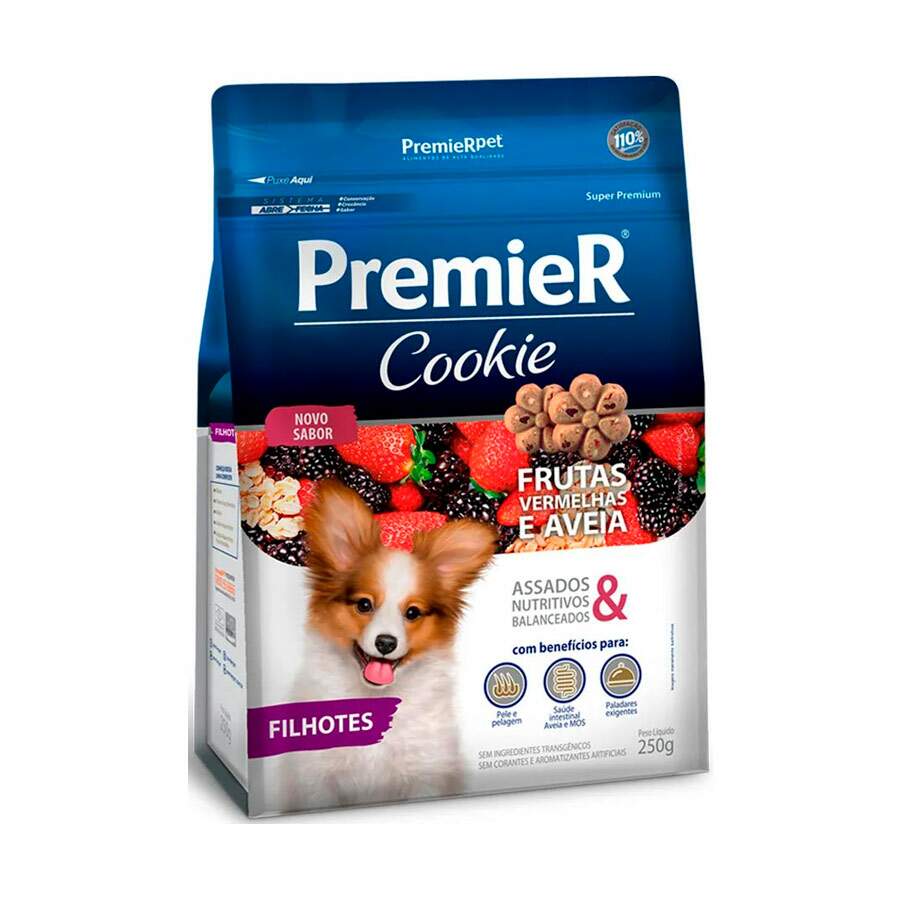 PremieRpet
ALIMENTOS DE ALTA QUALIDADE
110%
Puxe Aqui
SISTEMA
ABRE FECHA
Conservação
Crocância
Sabor
Super Premium
PremieR®
Cookie
NOVO
SABOR
FRUTAS
VERMELHAS
E AVEIA
ASSADOS
NUTRITIVOS
BALANCEADOS
&
com benefícios para:
Pele e
pelagem
Saúde
intestinal
Aveia e MOS
Paladares
exigentes
FILHOTES
SEM INGREDIENTES TRANSGÊNICOS
SEM CORANTES E AROMATIZANTES ARTIFICIAIS
Peso Líquido
250g
FILHOT